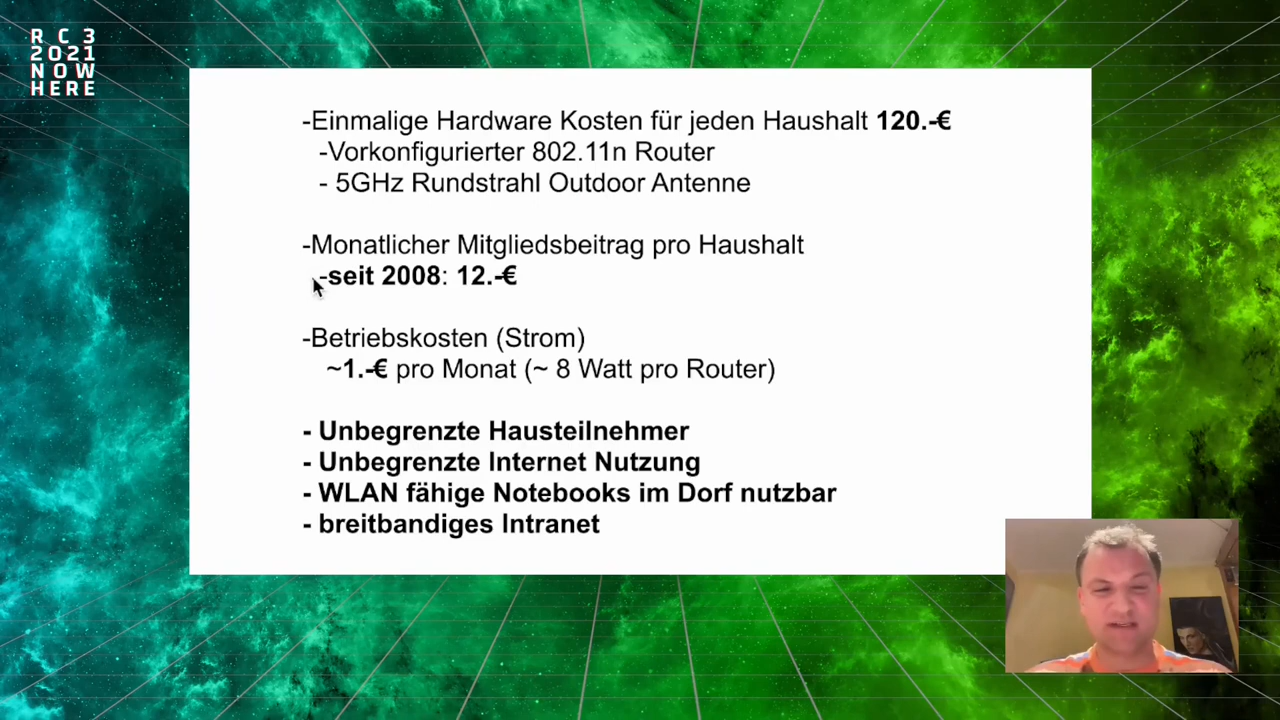 RC3
2021
NOW
HERE
-Einmalige Hardware Kosten für jeden Haushalt 120.-€
-Vorkonfigurierter 802.11n Router
- 5GHz Rundstrahl Outdoor Antenne
-Monatlicher Mitgliedsbeitrag pro Haushalt
-seit 2008: 12.-€
-Betriebskosten (Strom)
~1.-€ pro Monat (~ 8 Watt pro Router)
- Unbegrenzte Hausteilnehmer
- Unbegrenzte Internet Nutzung
- WLAN fähige Notebooks im Dorf nutzbar
- breitbandiges Intranet